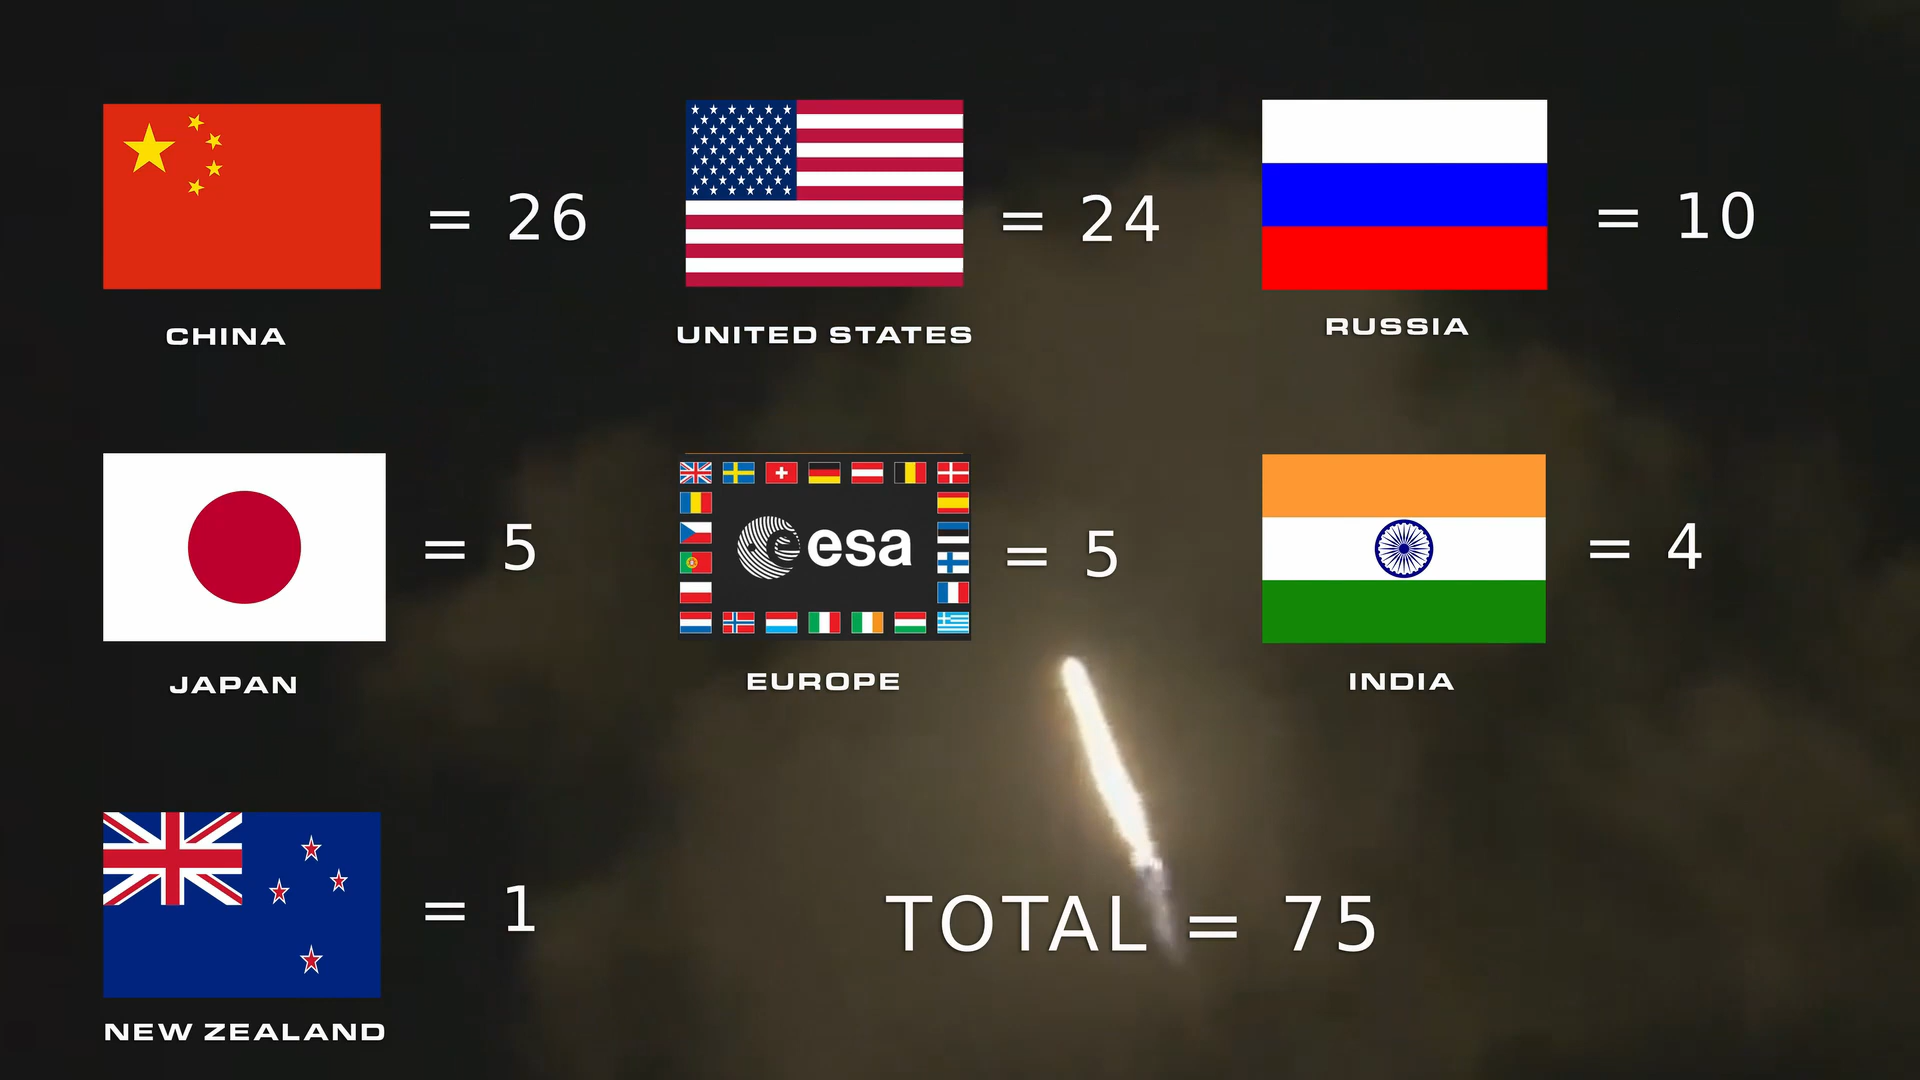 = 26
CHINA
= 24
UNITED STATES
= 10
RUSSIA
= 5
JAPAN
esa
= 5
EUROPE
= 4
INDIA
= 1
NEW ZEALAND
TOTAL = 75